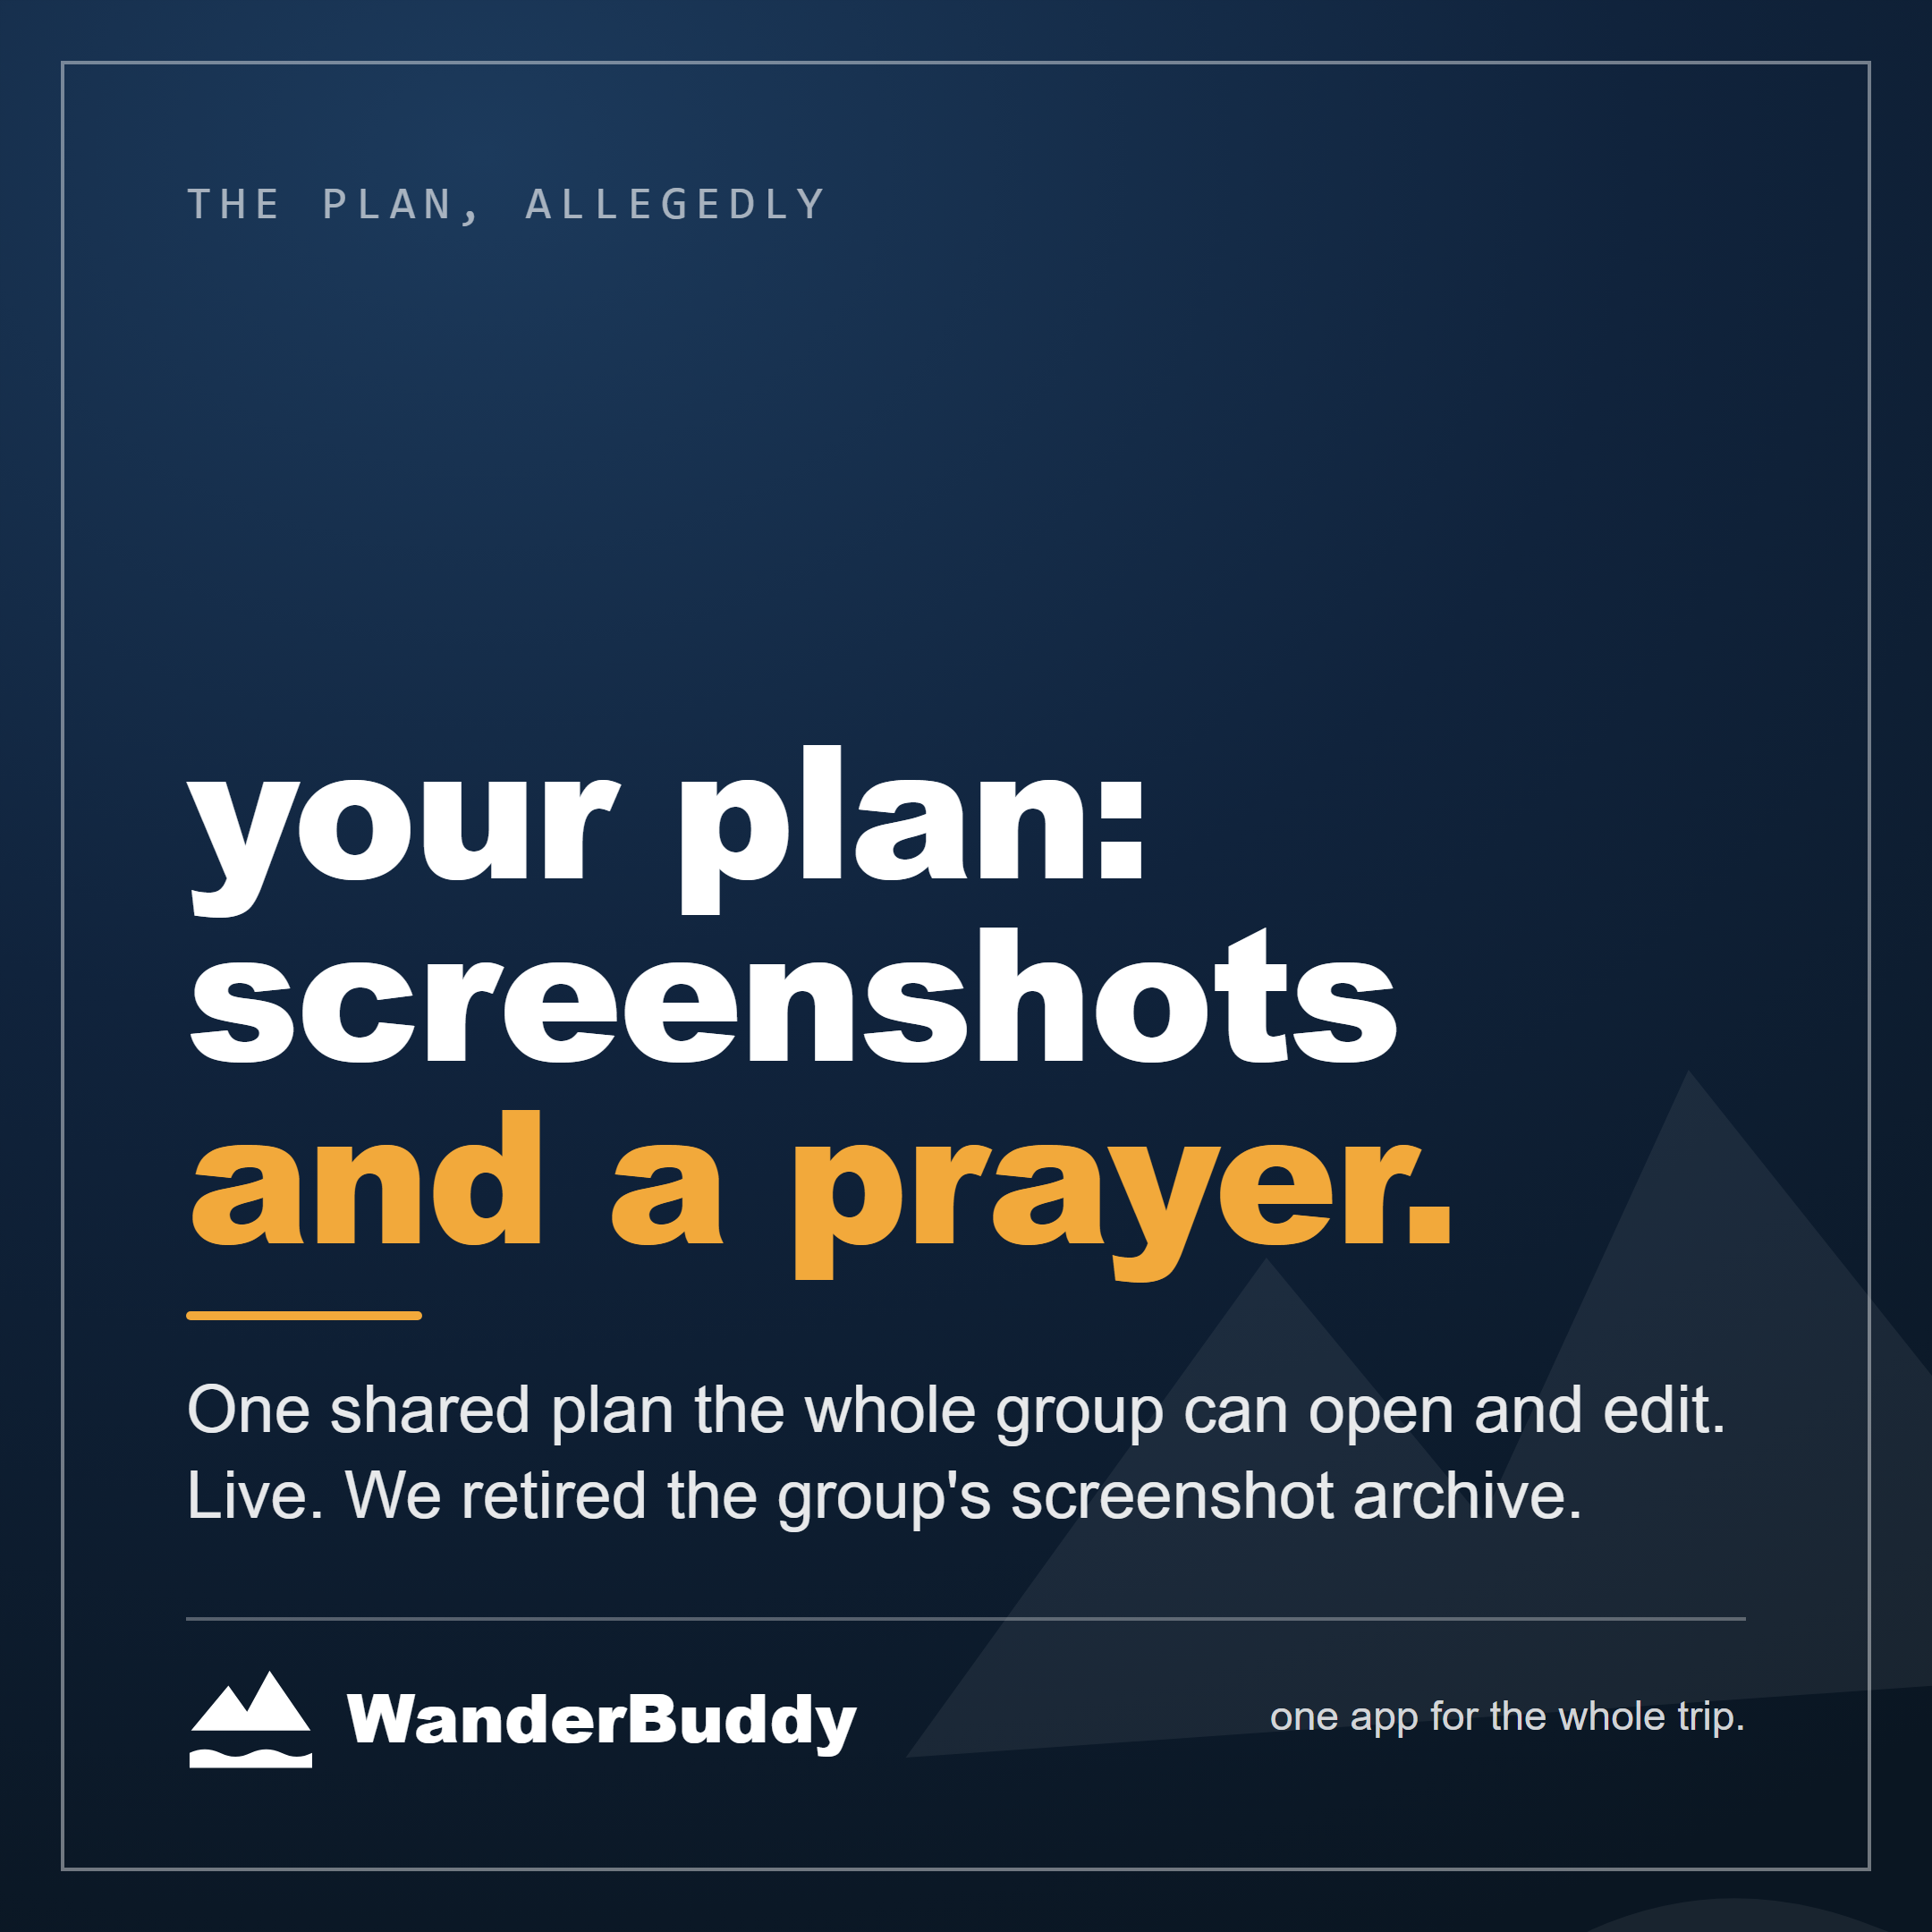 THE PLAN, ALLEGEDLY
your plan:
screenshots
and a prayer.
One shared plan the whole group can open and edit.
Live. We retired the group's screenshot archive.
WanderBuddy
one app for the whole trip.